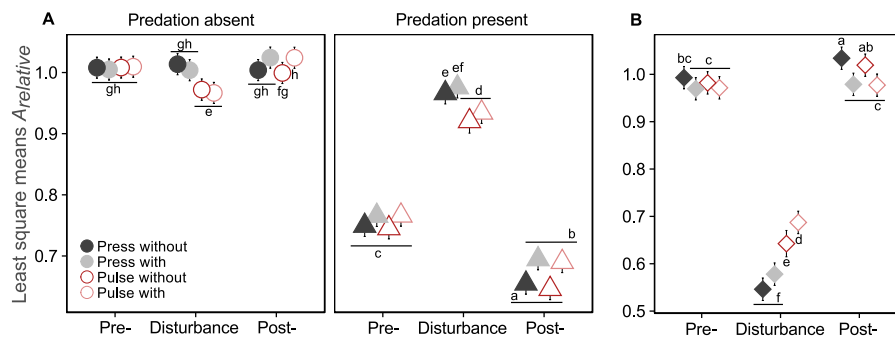 A Predation absent Predation present B
Least square means Arelative
1.0
0.9
0.8
0.7
gh
gh
e
gh
fg
h
Press without
Press with
Pulse without
Pulse with
Pre- Disturbance Post-
c
e
ef
d
a
b
Pre- Disturbance Post-
1.0
0.9
0.8
0.7
0.6
0.5
bc
c
f
e
d
a
ab
c
Pre- Disturbance Post-